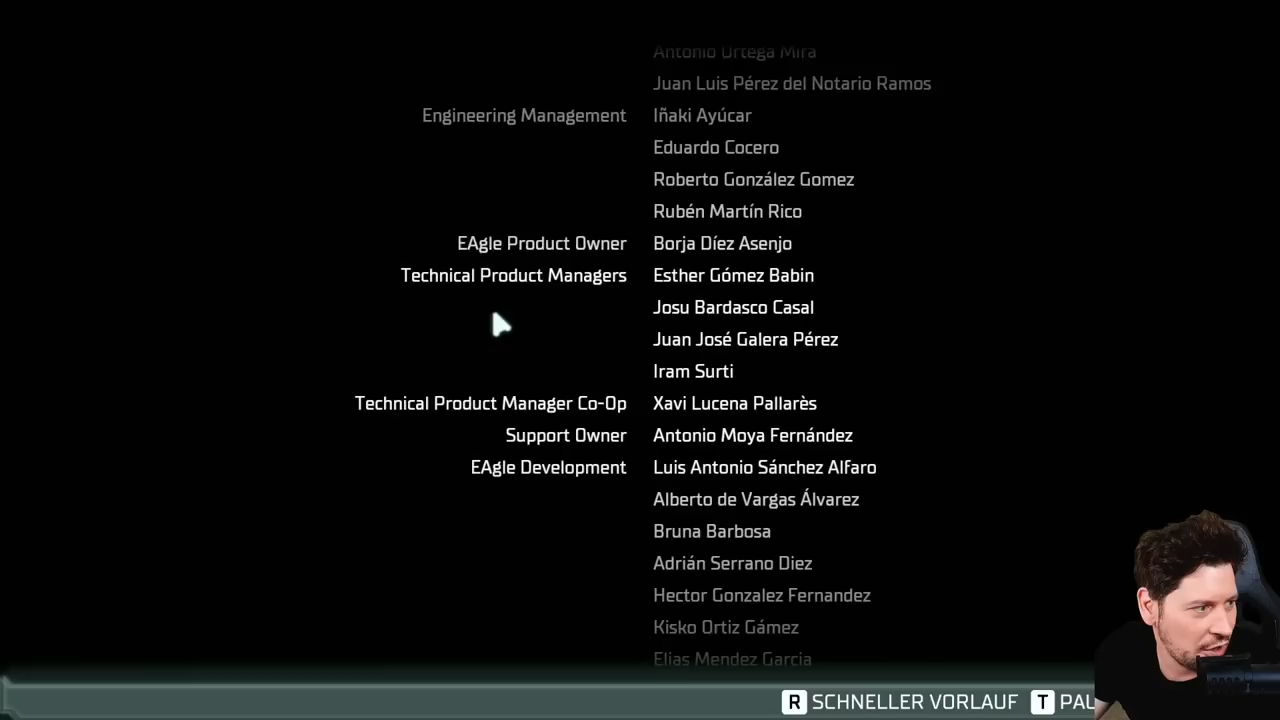 Antonio Ortega Mira
Juan Luis Pérez del Notario Ramos
Engineering Management Iñaki Ayúcar
Eduardo Cocero
Roberto González Gomez
Rubén Martín Rico
EAgle Product Owner Borja Díez Asenjo
Technical Product Managers Esther Gómez Babin
Josu Bardasco Casal
Juan José Galera Pérez
Iram Surti
Technical Product Manager Co-Op Xavi Lucena Pallarès
Support Owner Antonio Moya Fernández
EAgle Development Luis Antonio Sánchez Alfaro
Alberto de Vargas Álvarez
Bruna Barbosa
Adrián Serrano Diez
Hector Gonzalez Fernandez
Kisko Ortiz Gámez
Elias Mendez Garcia
R SCHNELLER VORLAUF T PAU